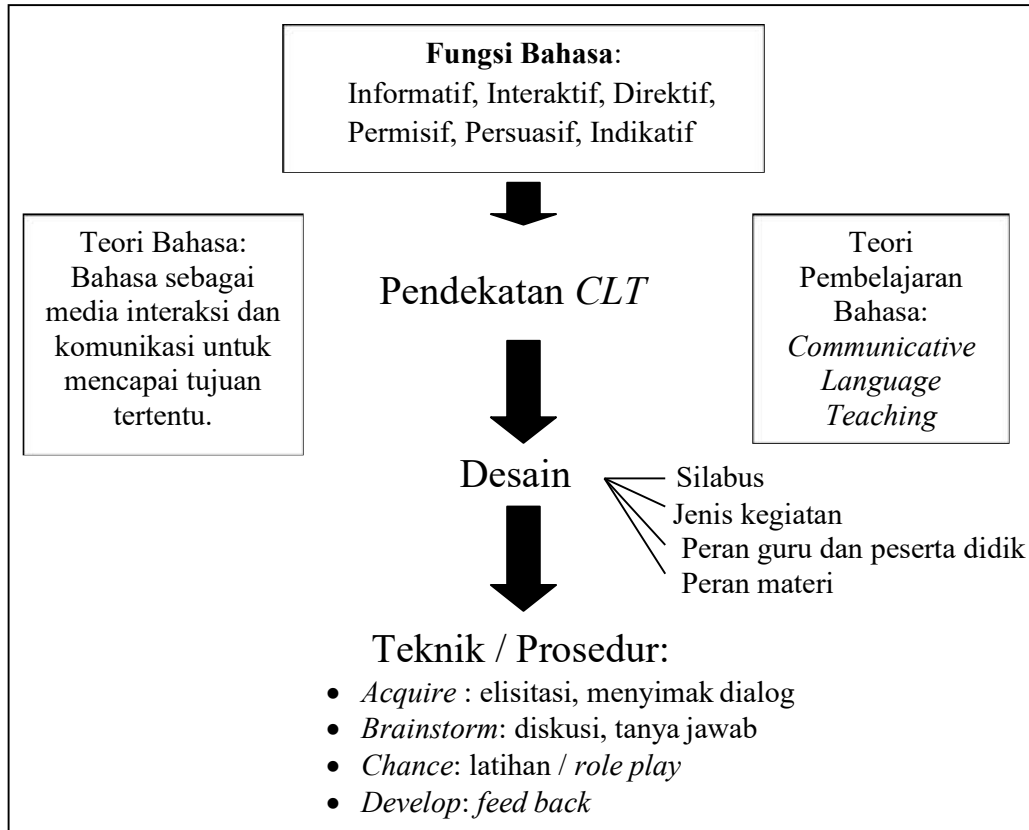 Fungsi Bahasa:
Informatif, Interaktif, Direktif,
Permisif, Persuasif, Indikatif
Teori Bahasa:
Bahasa sebagai
media interaksi dan
komunikasi untuk
mencapai tujuan
tertentu.
Pendekatan CLT
Teori
Pembelajaran
Bahasa:
Communicative
Language
Teaching
Desain
Silabus
Jenis kegiatan
Peran guru dan peserta didik
Peran materi
Teknik / Prosedur:
• Acquire : elisitasi, menyimak dialog
• Brainstorm: diskusi, tanya jawab
• Chance: latihan / role play
• Develop: feed back